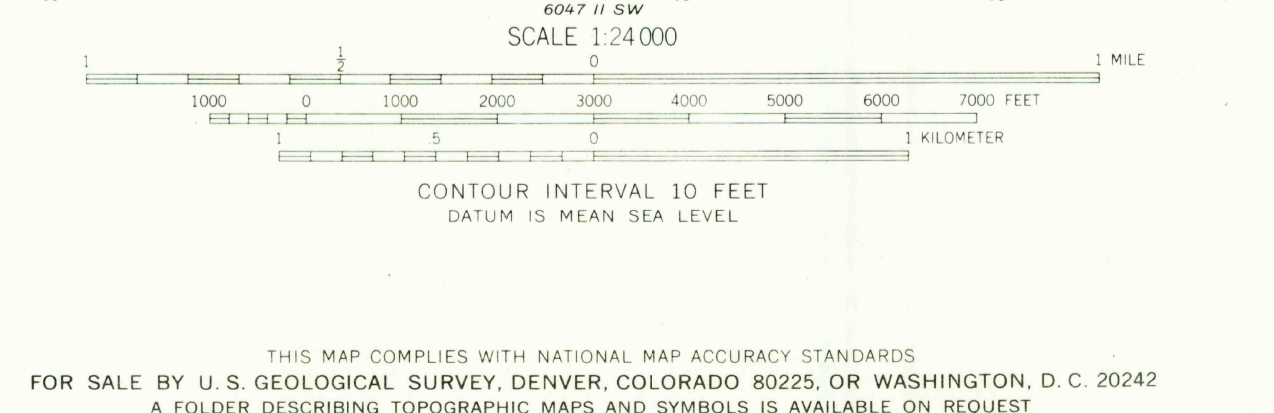 6047 II SW
SCALE 1:24 000
1 1/2 0 1 MILE
1000 0 1000 2000 3000 4000 5000 6000 7000 FEET
1 .5 0 1 KILOMETER
CONTOUR INTERVAL 10 FEET
DATUM IS MEAN SEA LEVEL
THIS MAP COMPLIES WITH NATIONAL MAP ACCURACY STANDARDS
FOR SALE BY U. S. GEOLOGICAL SURVEY, DENVER, COLORADO 80225, OR WASHINGTON, D. C. 20242
A FOLDER DESCRIBING TOPOGRAPHIC MAPS AND SYMBOLS IS AVAILABLE ON REQUEST